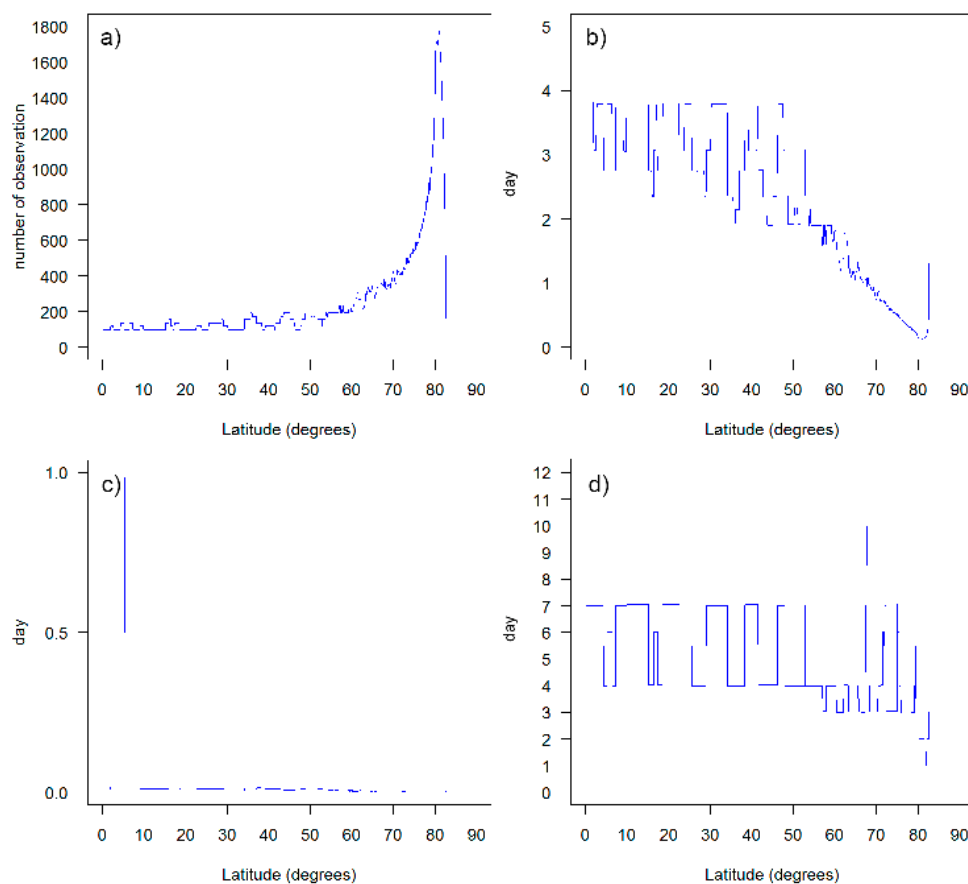 a)
number of observation
1800
1600
1400
1200
1000
800
600
400
200
0
0 10 20 30 40 50 60 70 80 90
Latitude (degrees)
b)
day
5
4
3
2
1
0
0 10 20 30 40 50 60 70 80 90
Latitude (degrees)
c)
day
1.0
0.5
0.0
0 10 20 30 40 50 60 70 80 90
Latitude (degrees)
d)
day
12
11
10
9
8
7
6
5
4
3
2
1
0
0 10 20 30 40 50 60 70 80 90
Latitude (degrees)